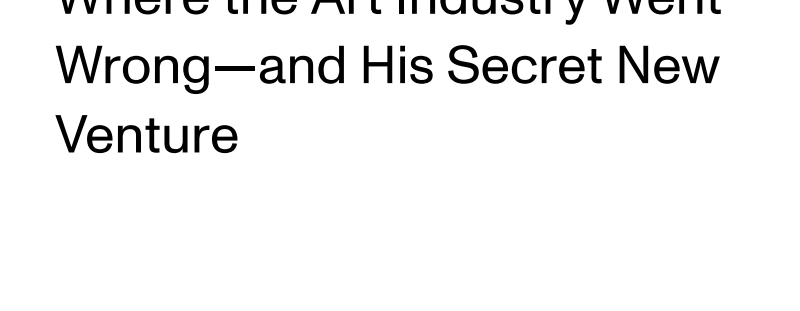 Where the Art Industry Went
Wrong—and His Secret New
Venture